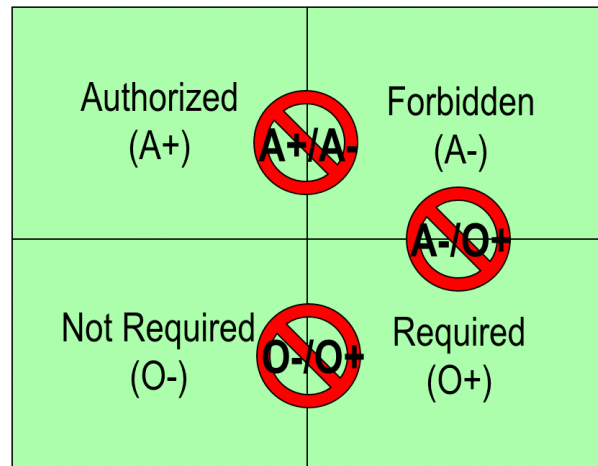 Authorized
(A+)
Forbidden
(A-)
A+/A-
A-/O+
Not Required
(O-)
Required
(O+)
O-/O+